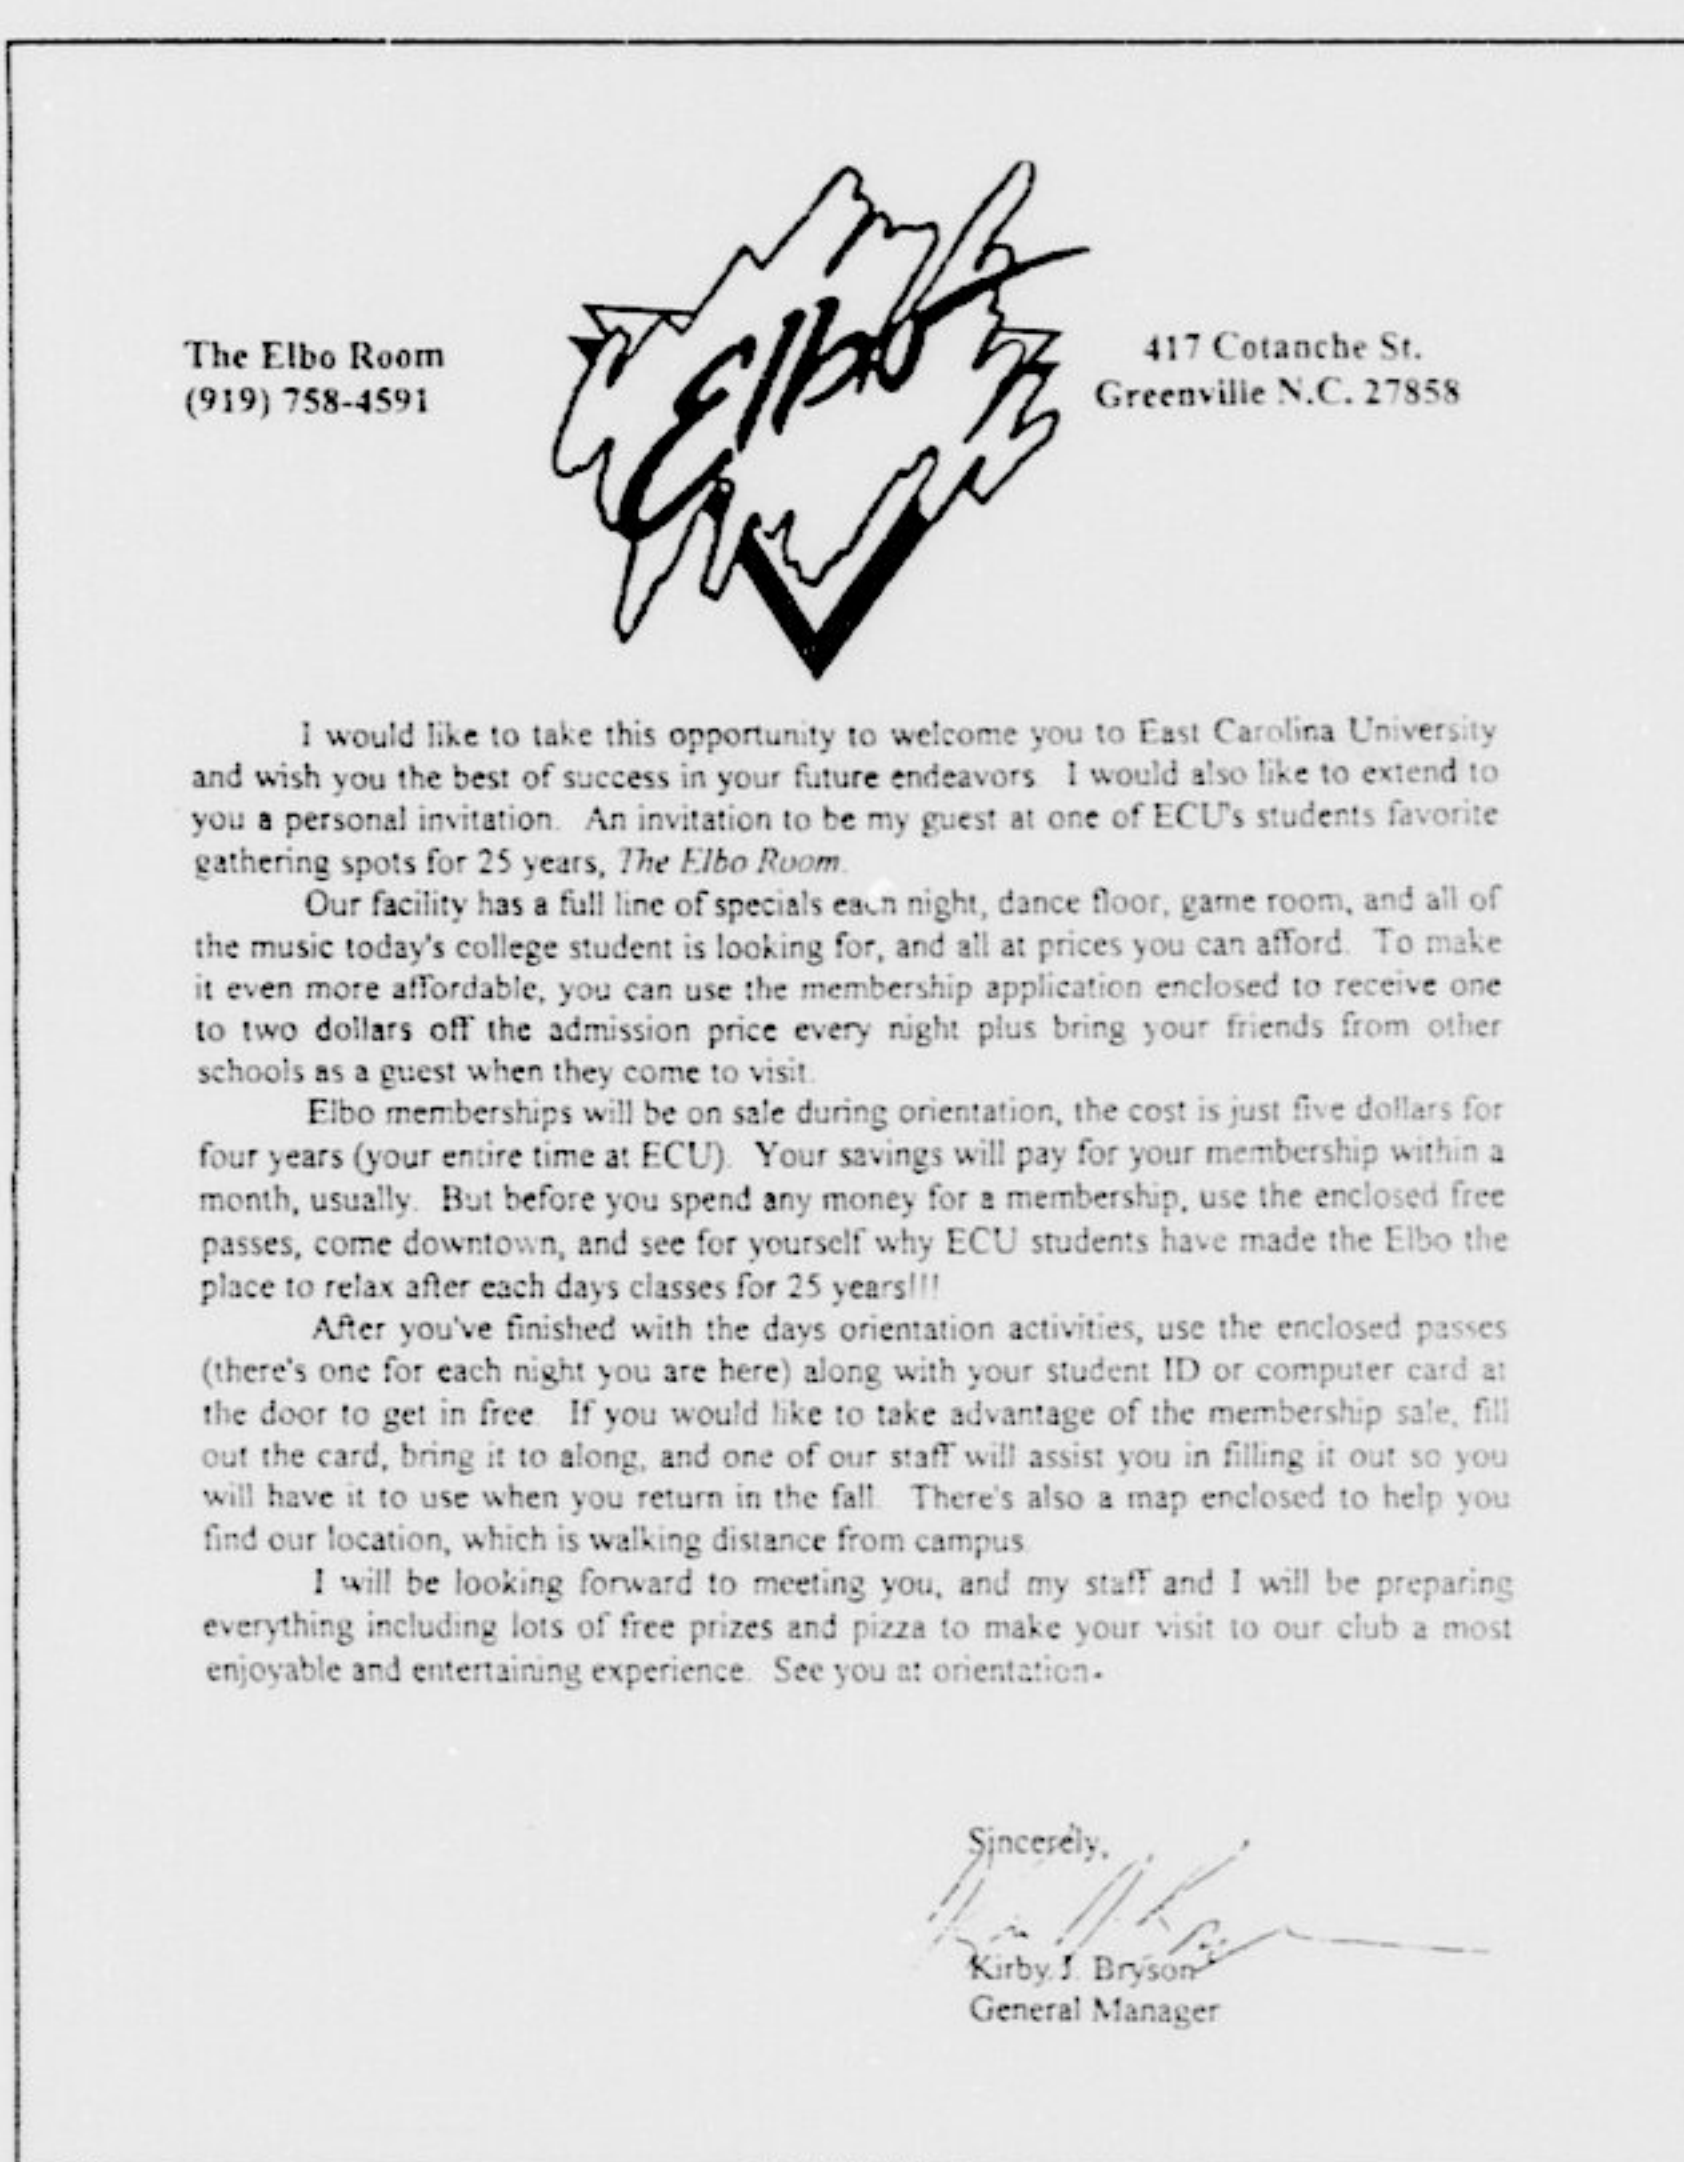 The Elbo Room
(919) 758-4591
Elbo
417 Cotanche St.
Greenville N.C. 27858
I would like to take this opportunity to welcome you to East Carolina University
and wish you the best of success in your future endeavors. I would also like to extend to
you a personal invitation. An invitation to be my guest at one of ECU's students favorite
gathering spots for 25 years, The Elbo Room.
Our facility has a full line of specials each night, dance floor, game room, and all of
the music today's college student is looking for, and all at prices you can afford. To make
it even more affordable, you can use the membership application enclosed to receive one
to two dollars off the admission price every night plus bring your friends from other
schools as a guest when they come to visit.
Elbo memberships will be on sale during orientation, the cost is just five dollars for
four years (your entire time at ECU). Your savings will pay for your membership within a
month, usually. But before you spend any money for a membership, use the enclosed free
passes, come downtown, and see for yourself why ECU students have made the Elbo the
place to relax after each days classes for 25 years!!!
After you've finished with the days orientation activities, use the enclosed passes
(there's one for each night you are here) along with your student ID or computer card at
the door to get in free. If you would like to take advantage of the membership sale, fill
out the card, bring it to along, and one of our staff will assist you in filling it out so you
will have it to use when you return in the fall. There's also a map enclosed to help you
find our location, which is walking distance from campus.
I will be looking forward to meeting you, and my staff and I will be preparing
everything including lots of free prizes and pizza to make your visit to our club a most
enjoyable and entertaining experience. See you at orientation.
Sincerely,
Kirby J. Bryson
General Manager